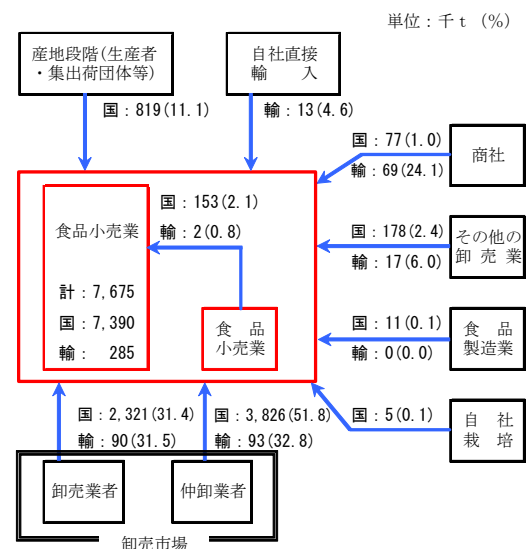 単位：千ｔ（%）
産地段階(生産者
・集出荷団体等)
自社直接
輸　入
国：819(11.1)
輸：13(4.6)
国：77(1.0)
輸：69(24.1)
商社
国：153(2.1)
輸：2(0.8)
食品小売業
計：7,675
国：7,390
輸：　285
食　品
小売業
国：178(2.4)
輸：17(6.0)
その他の
卸 売 業
国：11(0.1)
輸：0(0.0)
食　品
製造業
国：2,321(31.4)
輸：90(31.5)
国：3,826(51.8)
輸：93(32.8)
国：5(0.1)
自　社
栽　培
卸売業者
仲卸業者
卸売市場